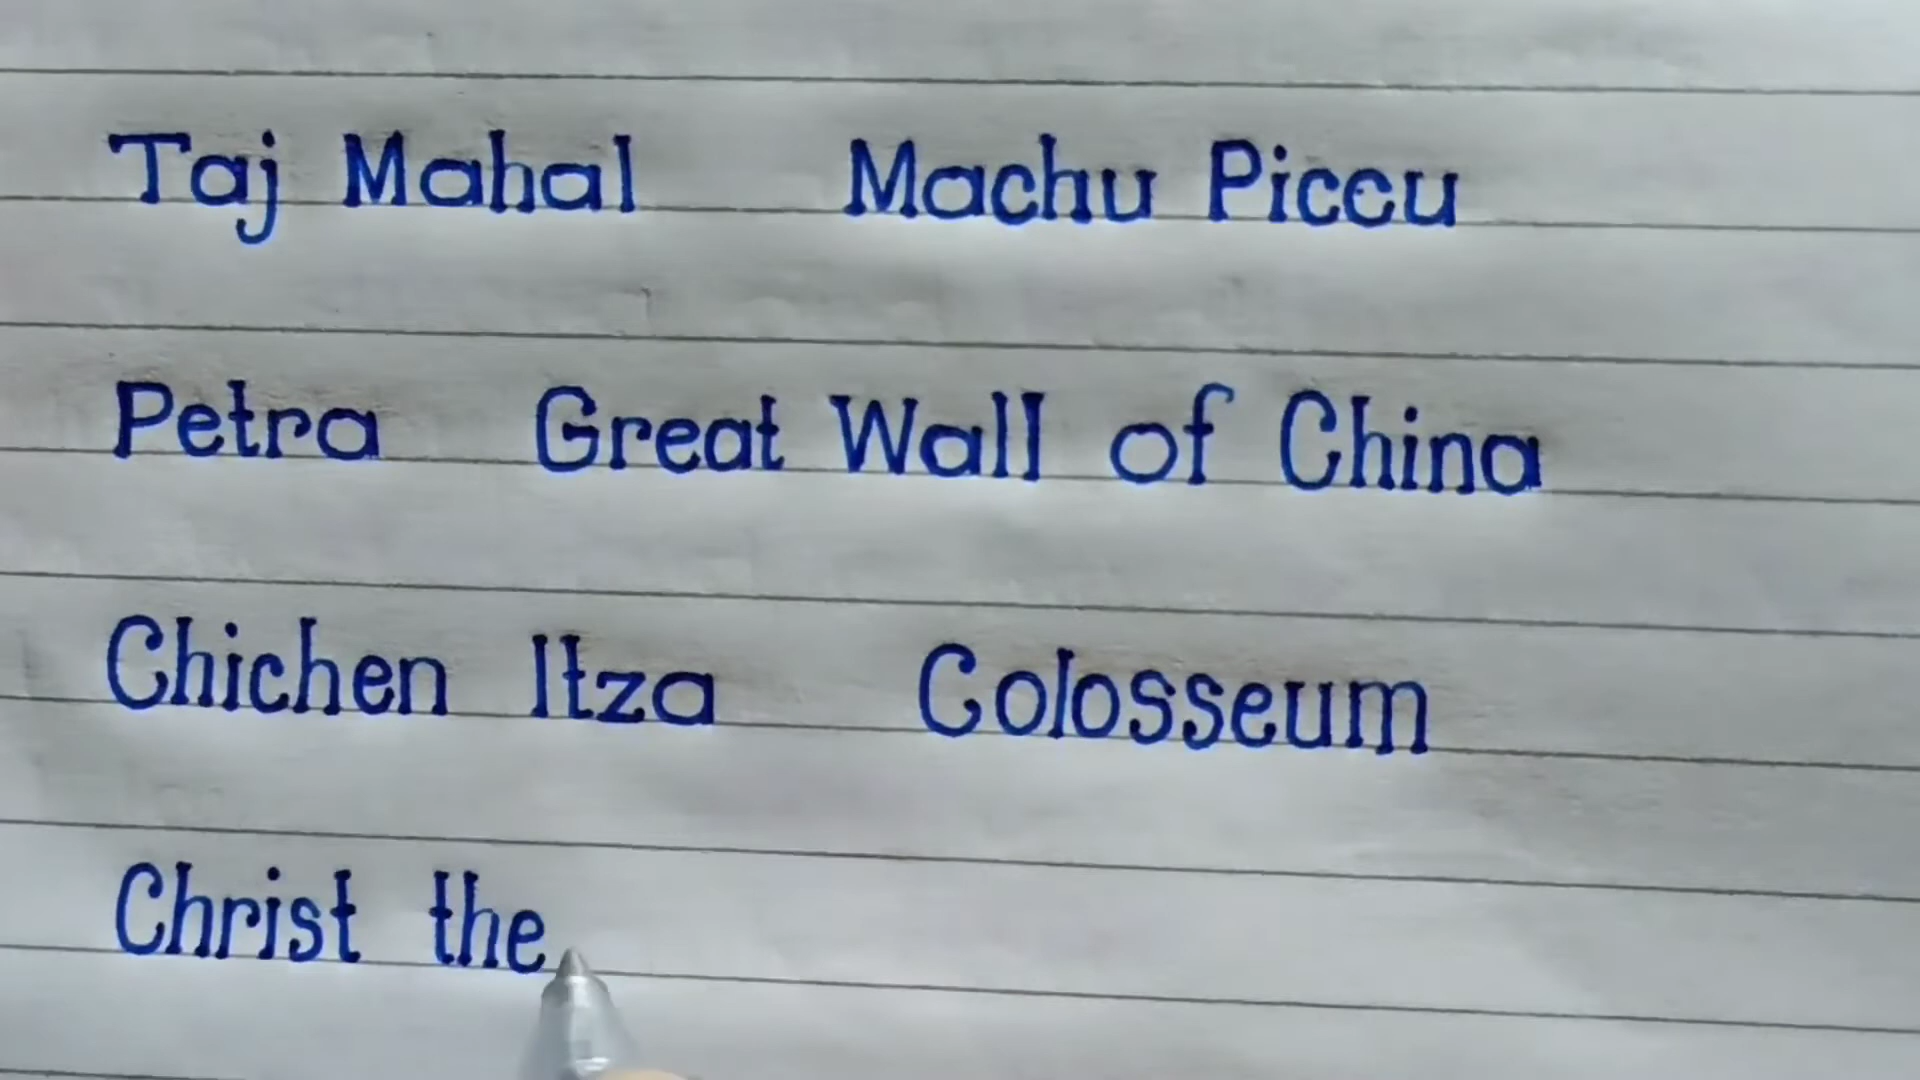 Taj Mahal Machu Piccu
Petra Great Wall of China
Chichen Itza Colosseum
Christ the